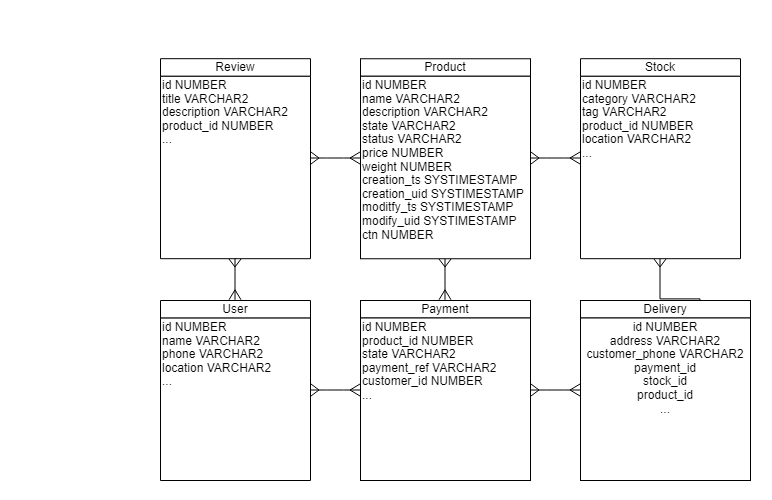 Review
id NUMBER
title VARCHAR2
description VARCHAR2
product_id NUMBER
...
Product
id NUMBER
name VARCHAR2
description VARCHAR2
state VARCHAR2
status VARCHAR2
price NUMBER
weight NUMBER
creation_ts SYSTIMESTAMP
creation_uid SYSTIMESTAMP
moditfy_ts SYSTIMESTAMP
modify_uid SYSTIMESTAMP
ctn NUMBER
Stock
id NUMBER
category VARCHAR2
tag VARCHAR2
product_id NUMBER
location VARCHAR2
...
User
id NUMBER
name VARCHAR2
phone VARCHAR2
location VARCHAR2
...
Payment
id NUMBER
product_id NUMBER
state VARCHAR2
payment_ref VARCHAR2
customer_id NUMBER
...
Delivery
id NUMBER
address VARCHAR2
customer_phone VARCHAR2
payment_id
stock_id
product_id
...